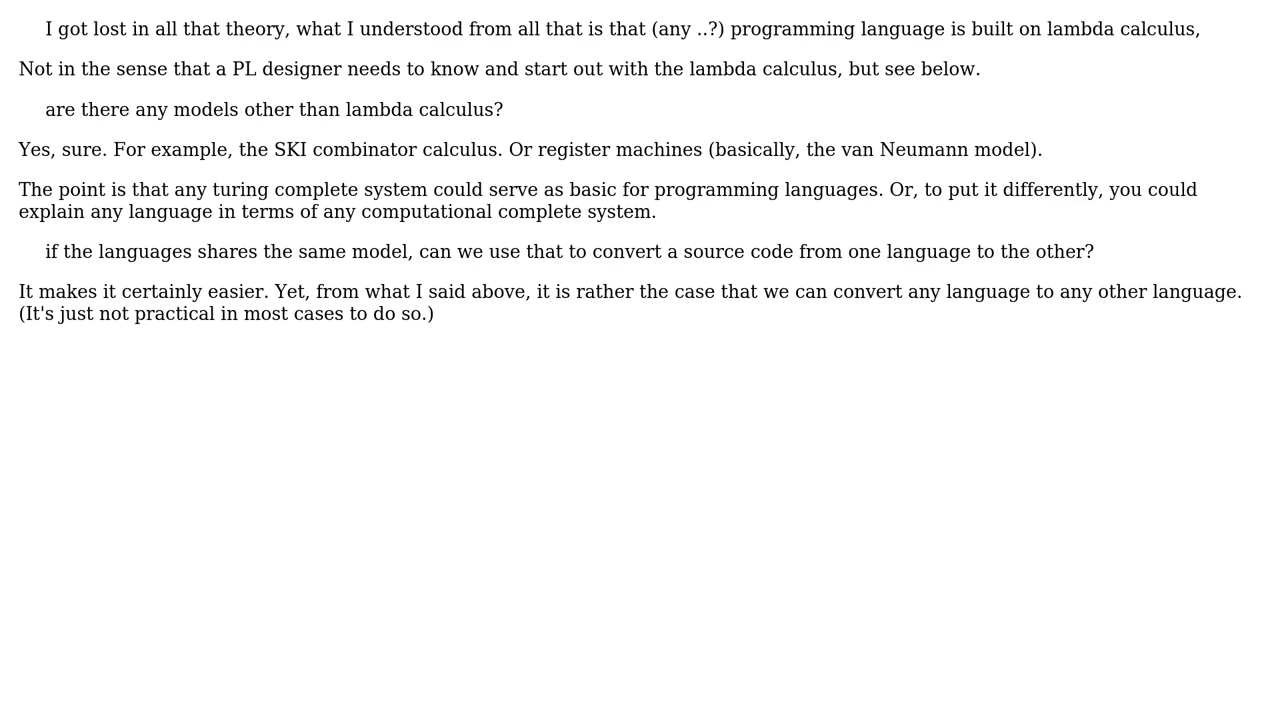 I got lost in all that theory, what I understood from all that is that (any ..?) programming language is built on lambda calculus,
Not in the sense that a PL designer needs to know and start out with the lambda calculus, but see below.
are there any models other than lambda calculus?
Yes, sure. For example, the SKI combinator calculus. Or register machines (basically, the van Neumann model).
The point is that any turing complete system could serve as basic for programming languages. Or, to put it differently, you could
explain any language in terms of any computational complete system.
if the languages shares the same model, can we use that to convert a source code from one language to the other?
It makes it certainly easier. Yet, from what I said above, it is rather the case that we can convert any language to any other language.
(It's just not practical in most cases to do so.)